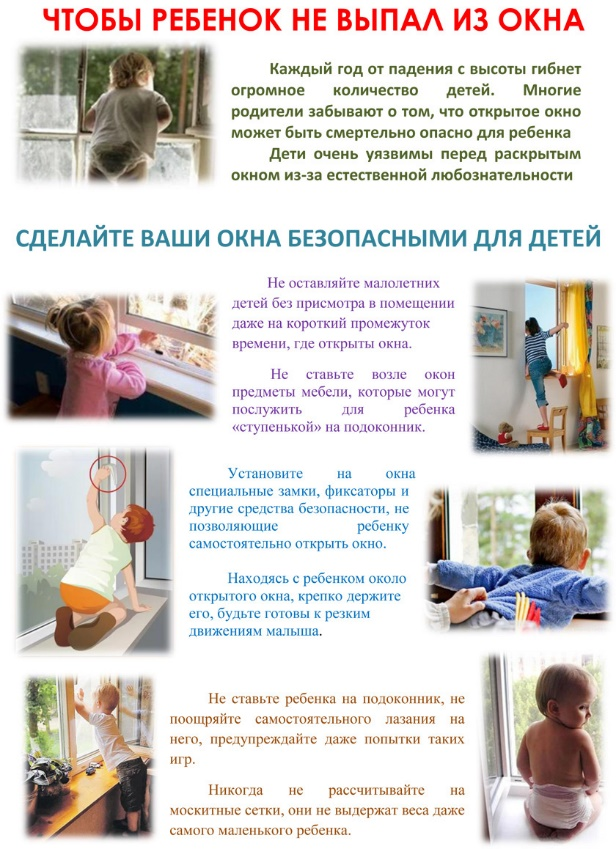 ЧТОБЫ РЕБЕНОК НЕ ВЫПАЛ ИЗ ОКНА
Каждый год от падения с высоты гибнет
огромное количество детей. Многие
родители забывают о том, что открытое окно
может быть смертельно опасно для ребенка
Дети очень уязвимы перед раскрытым
окном из-за естественной любознательности
СДЕЛАЙТЕ ВАШИ ОКНА БЕЗОПАСНЫМИ ДЛЯ ДЕТЕЙ
Не оставляйте малолетних
детей без присмотра в помещении
даже на короткий промежуток
времени, где открыты окна.
Не ставьте возле окон
предметы мебели, которые могут
послужить для ребенка
«ступенькой» на подоконник.
Установите на окна
специальные замки, фиксаторы и
другие средства безопасности, не
позволяющие ребенку
самостоятельно открыть окно.
Находясь с ребенком около
открытого окна, крепко держите
его, будьте готовы к резким
движениям малыша.
Не ставьте ребенка на подоконник, не
поощряйте самостоятельного лазания на
него, предупреждайте даже попытки таких
игр.
Никогда не рассчитывайте на
москитные сетки, они не выдержат веса даже
самого маленького ребенка.